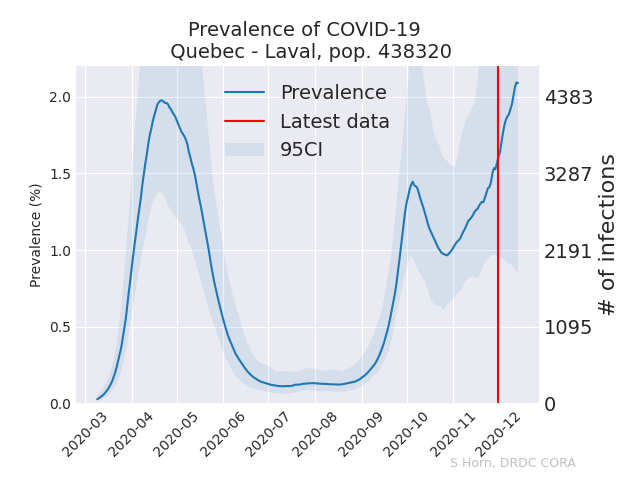 Prevalence of COVID-19
Quebec - Laval, pop. 438320
Prevalence
Latest data
95CI
Prevalence (%)
2.0
1.5
1.0
0.5
0.0
4383
3287
2191
1095
0
# of infections
2020-03
2020-04
2020-05
2020-06
2020-07
2020-08
2020-09
2020-10
2020-11
2020-12
S Horn, DRDC CORA